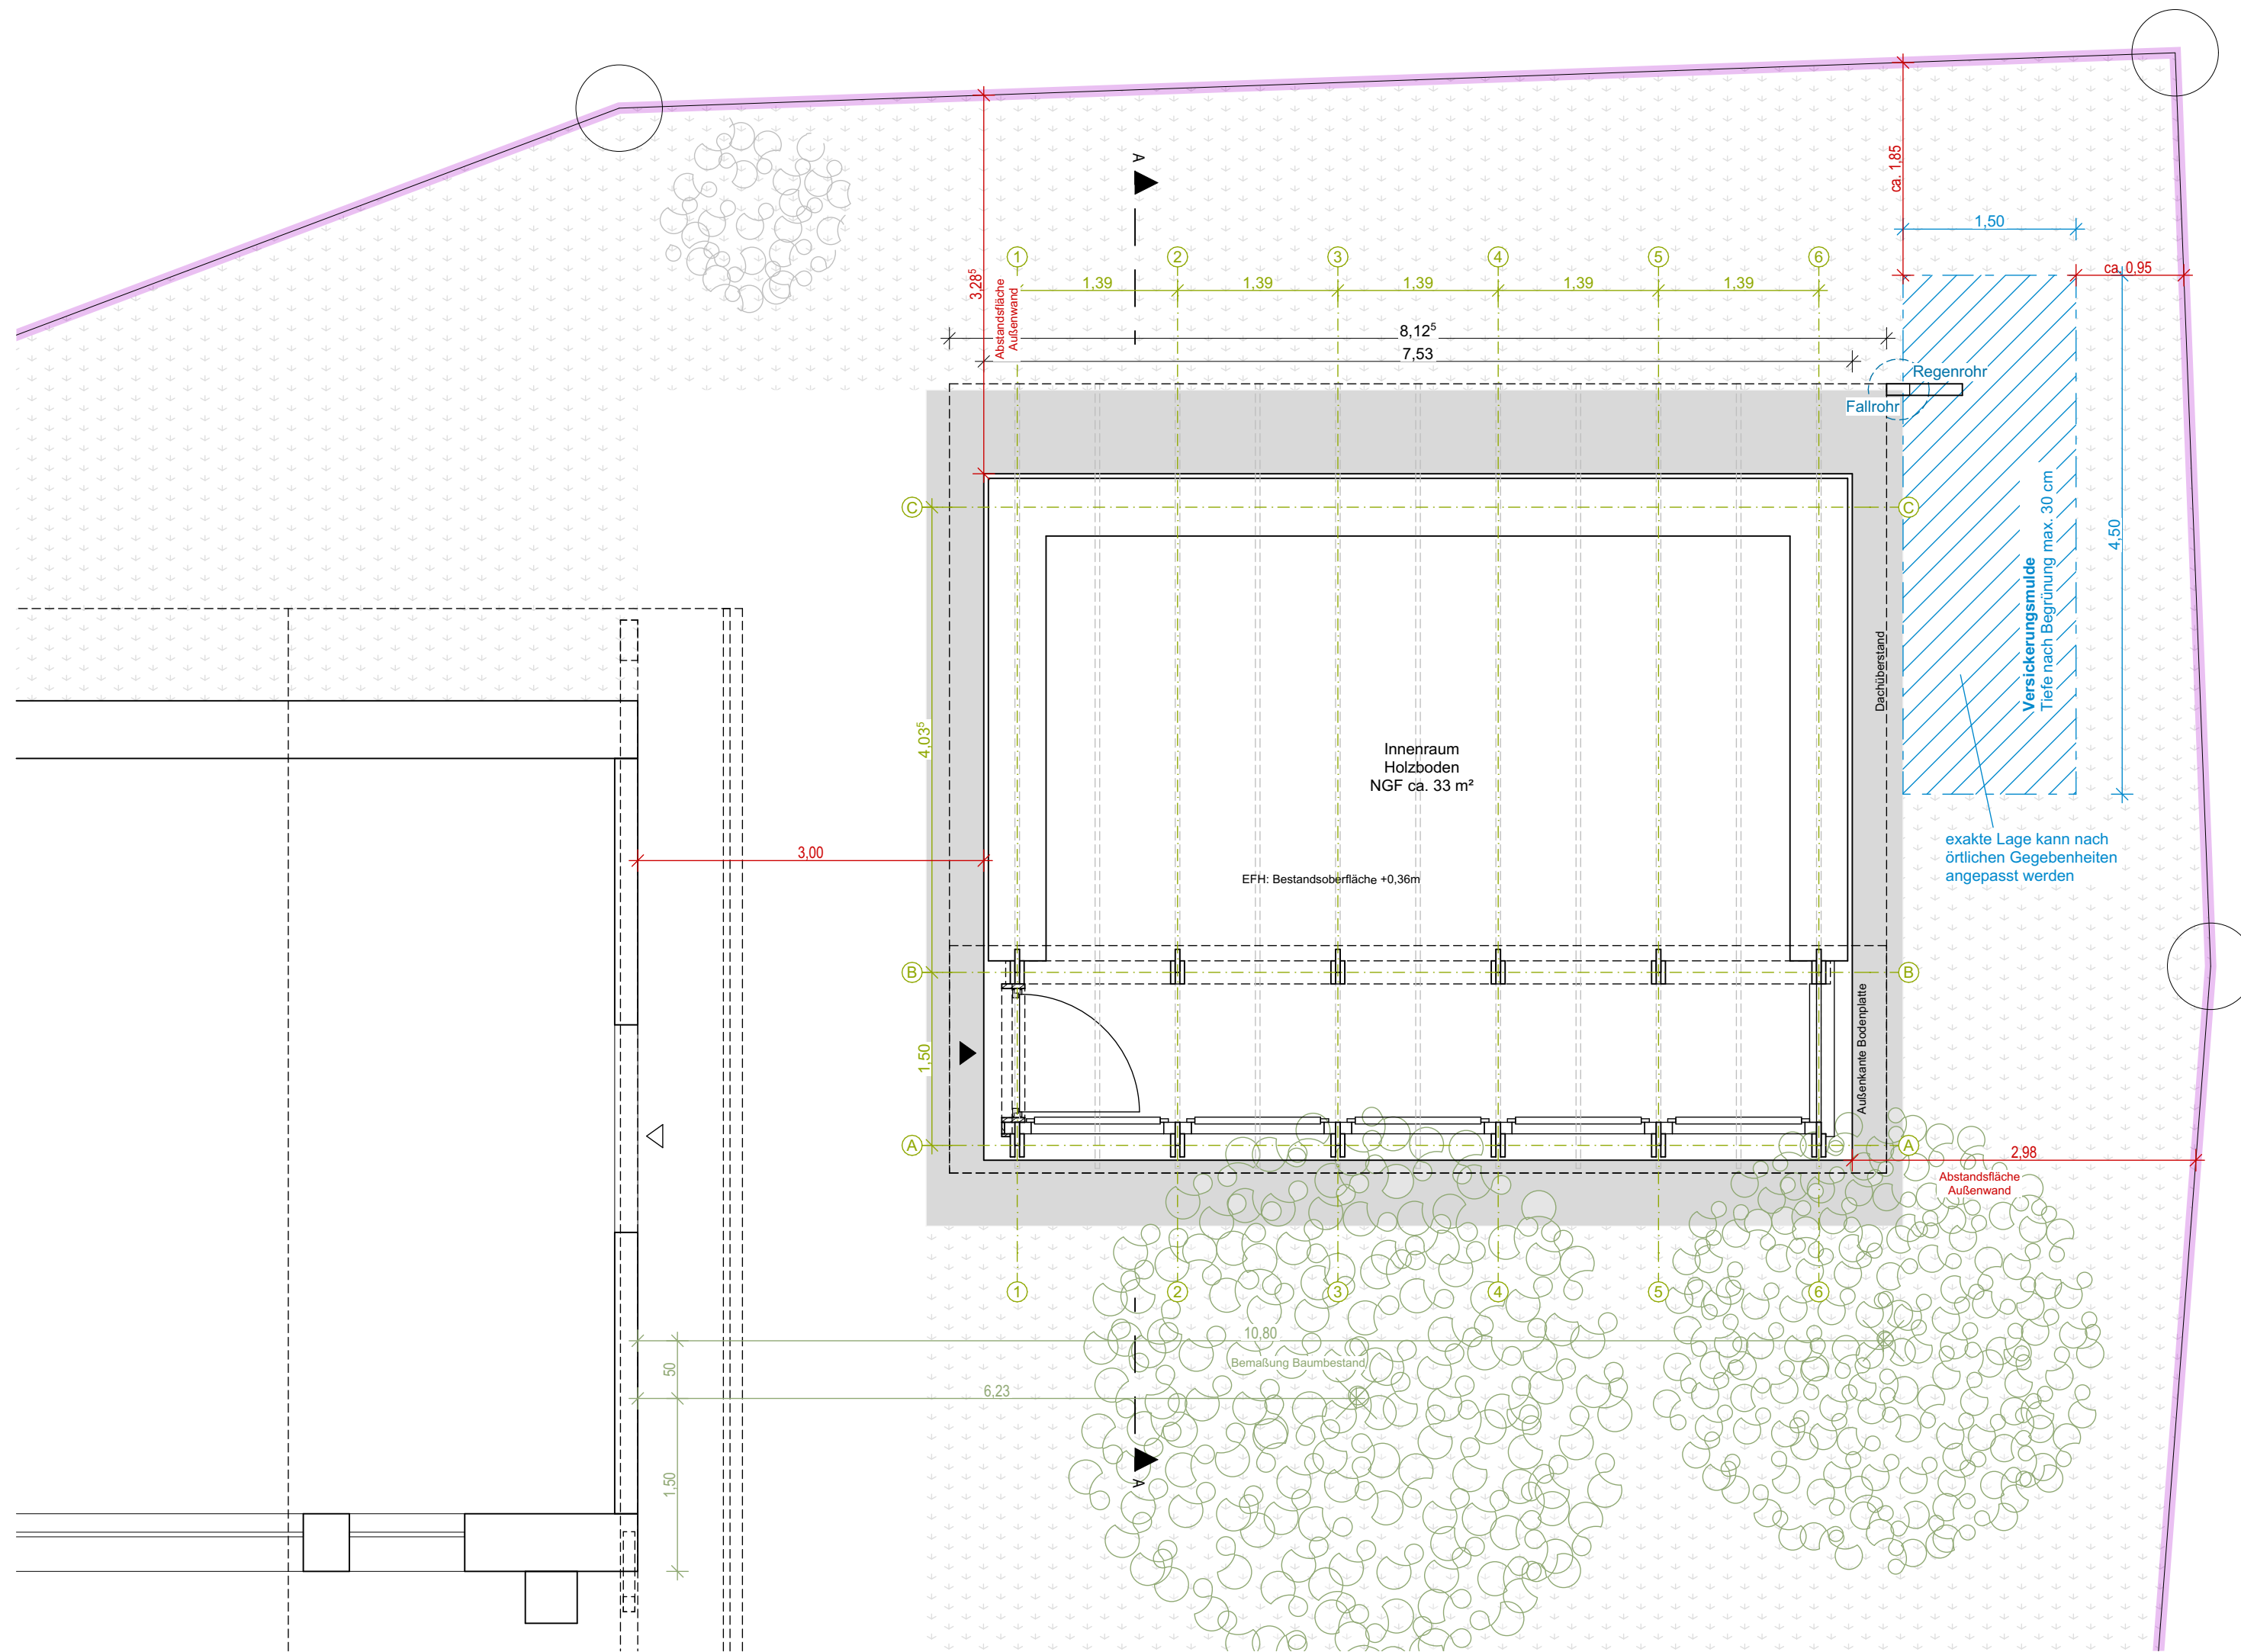 A
ca. 1,85
1,50
ca. 0,95
3,28⁵
Abstandsfläche
Außenwand
1
2
3
4
5
6
1,39
1,39
1,39
1,39
1,39
8,12⁵
7,53
Regenrohr
Fallrohr
C
C
4,50
Versickerungsmulde
Tiefe nach Begrünung max. 30 cm
Dachüberstand
4,03⁵
Innenraum
Holzboden
NGF ca. 33 m²
exakte Lage kann nach
örtlichen Gegebenheiten
angepasst werden
3,00
EFH: Bestandsoberfläche +0,36m
B
B
1,50
Außenkante Bodenplatte
A
A
2,98
Abstandsfläche
Außenwand
1
2
3
4
5
6
10,80
Bemaßung Baumbestand
50
6,23
1,50
A